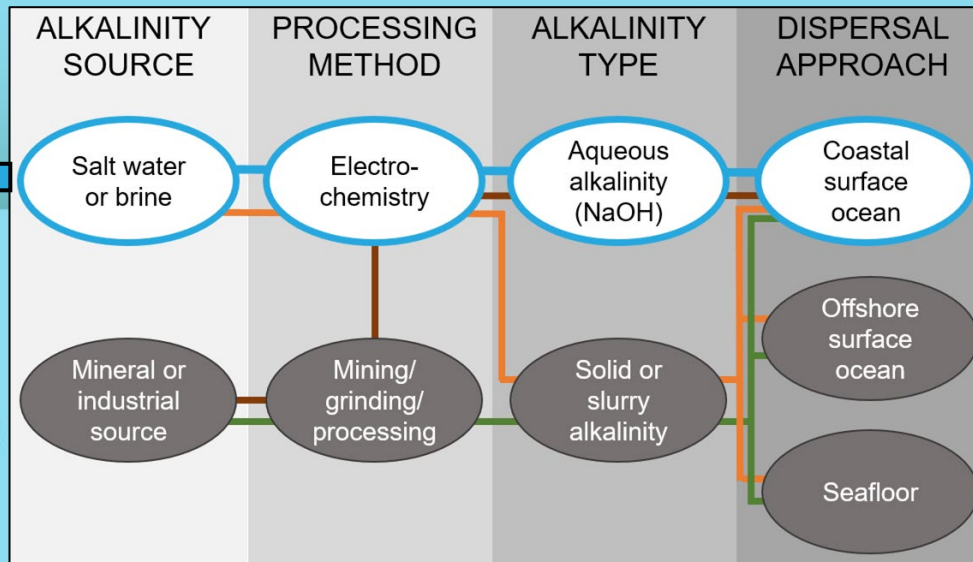 ALKALINITY
SOURCE
PROCESSING
METHOD
ALKALINITY
TYPE
DISPERSAL
APPROACH
Salt water
or brine
Electro-
chemistry
Aqueous
alkalinity
(NaOH)
Coastal
surface
ocean
Mineral or
industrial
source
Mining/
grinding/
processing
Solid or
slurry
alkalinity
Offshore
surface
ocean
Seafloor